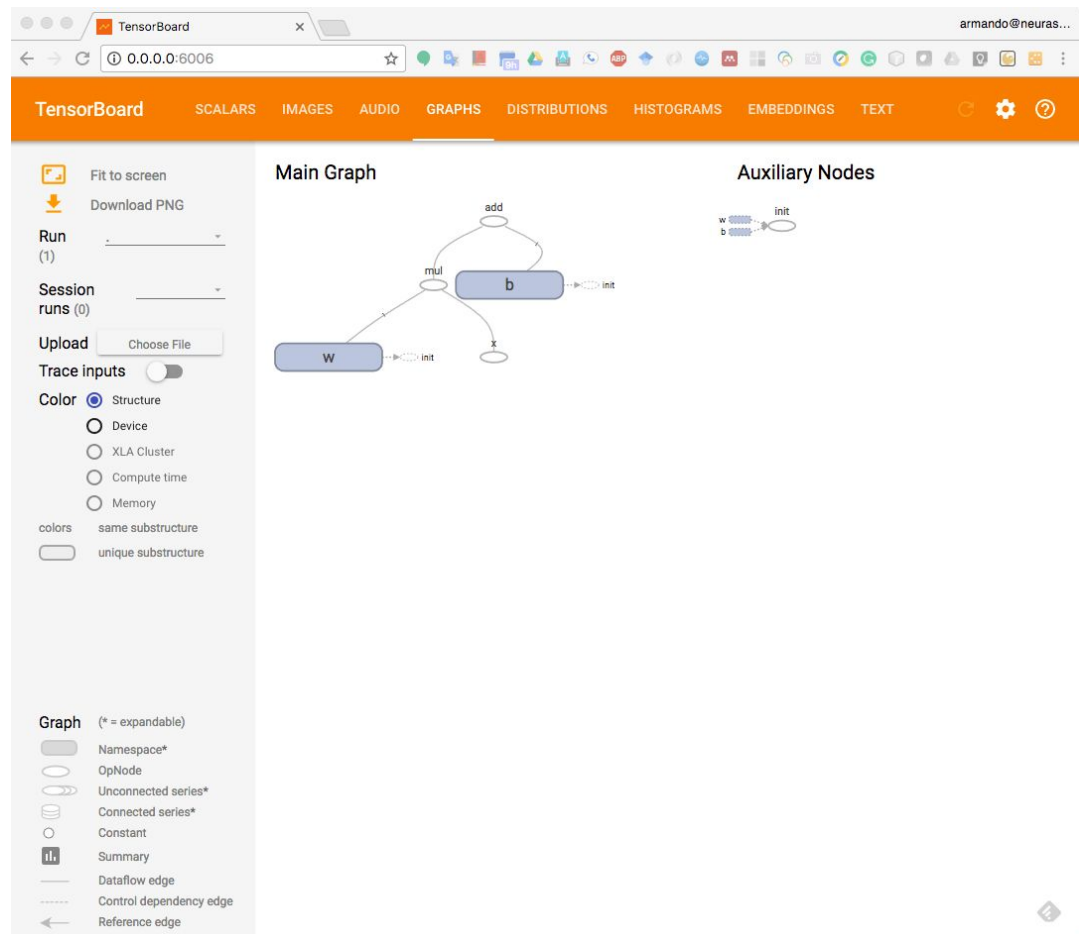 TensorBoard
armando@neuras...
0.0.0.0:6006
9h
ABP
TensorBoard SCALARS IMAGES AUDIO GRAPHS DISTRIBUTIONS HISTOGRAMS EMBEDDINGS TEXT
Fit to screen
Download PNG
Run .
(1)
Session
runs (0)
Upload Choose File
Trace inputs
Color Structure
Device
XLA Cluster
Compute time
Memory
colors same substructure
unique substructure
Graph (* = expandable)
Namespace*
OpNode
Unconnected series*
Connected series*
Constant
Summary
Dataflow edge
Control dependency edge
Reference edge
Main Graph
add
mul
b
init
w
init
x
Auxiliary Nodes
init
w
b